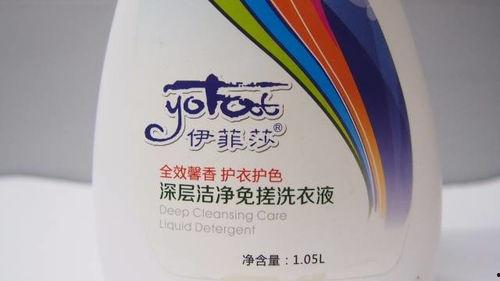 伊菲莎®
全效馨香 护衣护色
深层洁净免搓洗衣液
Deep Cleansing Care
Liquid Detergent
净含量:1.05L